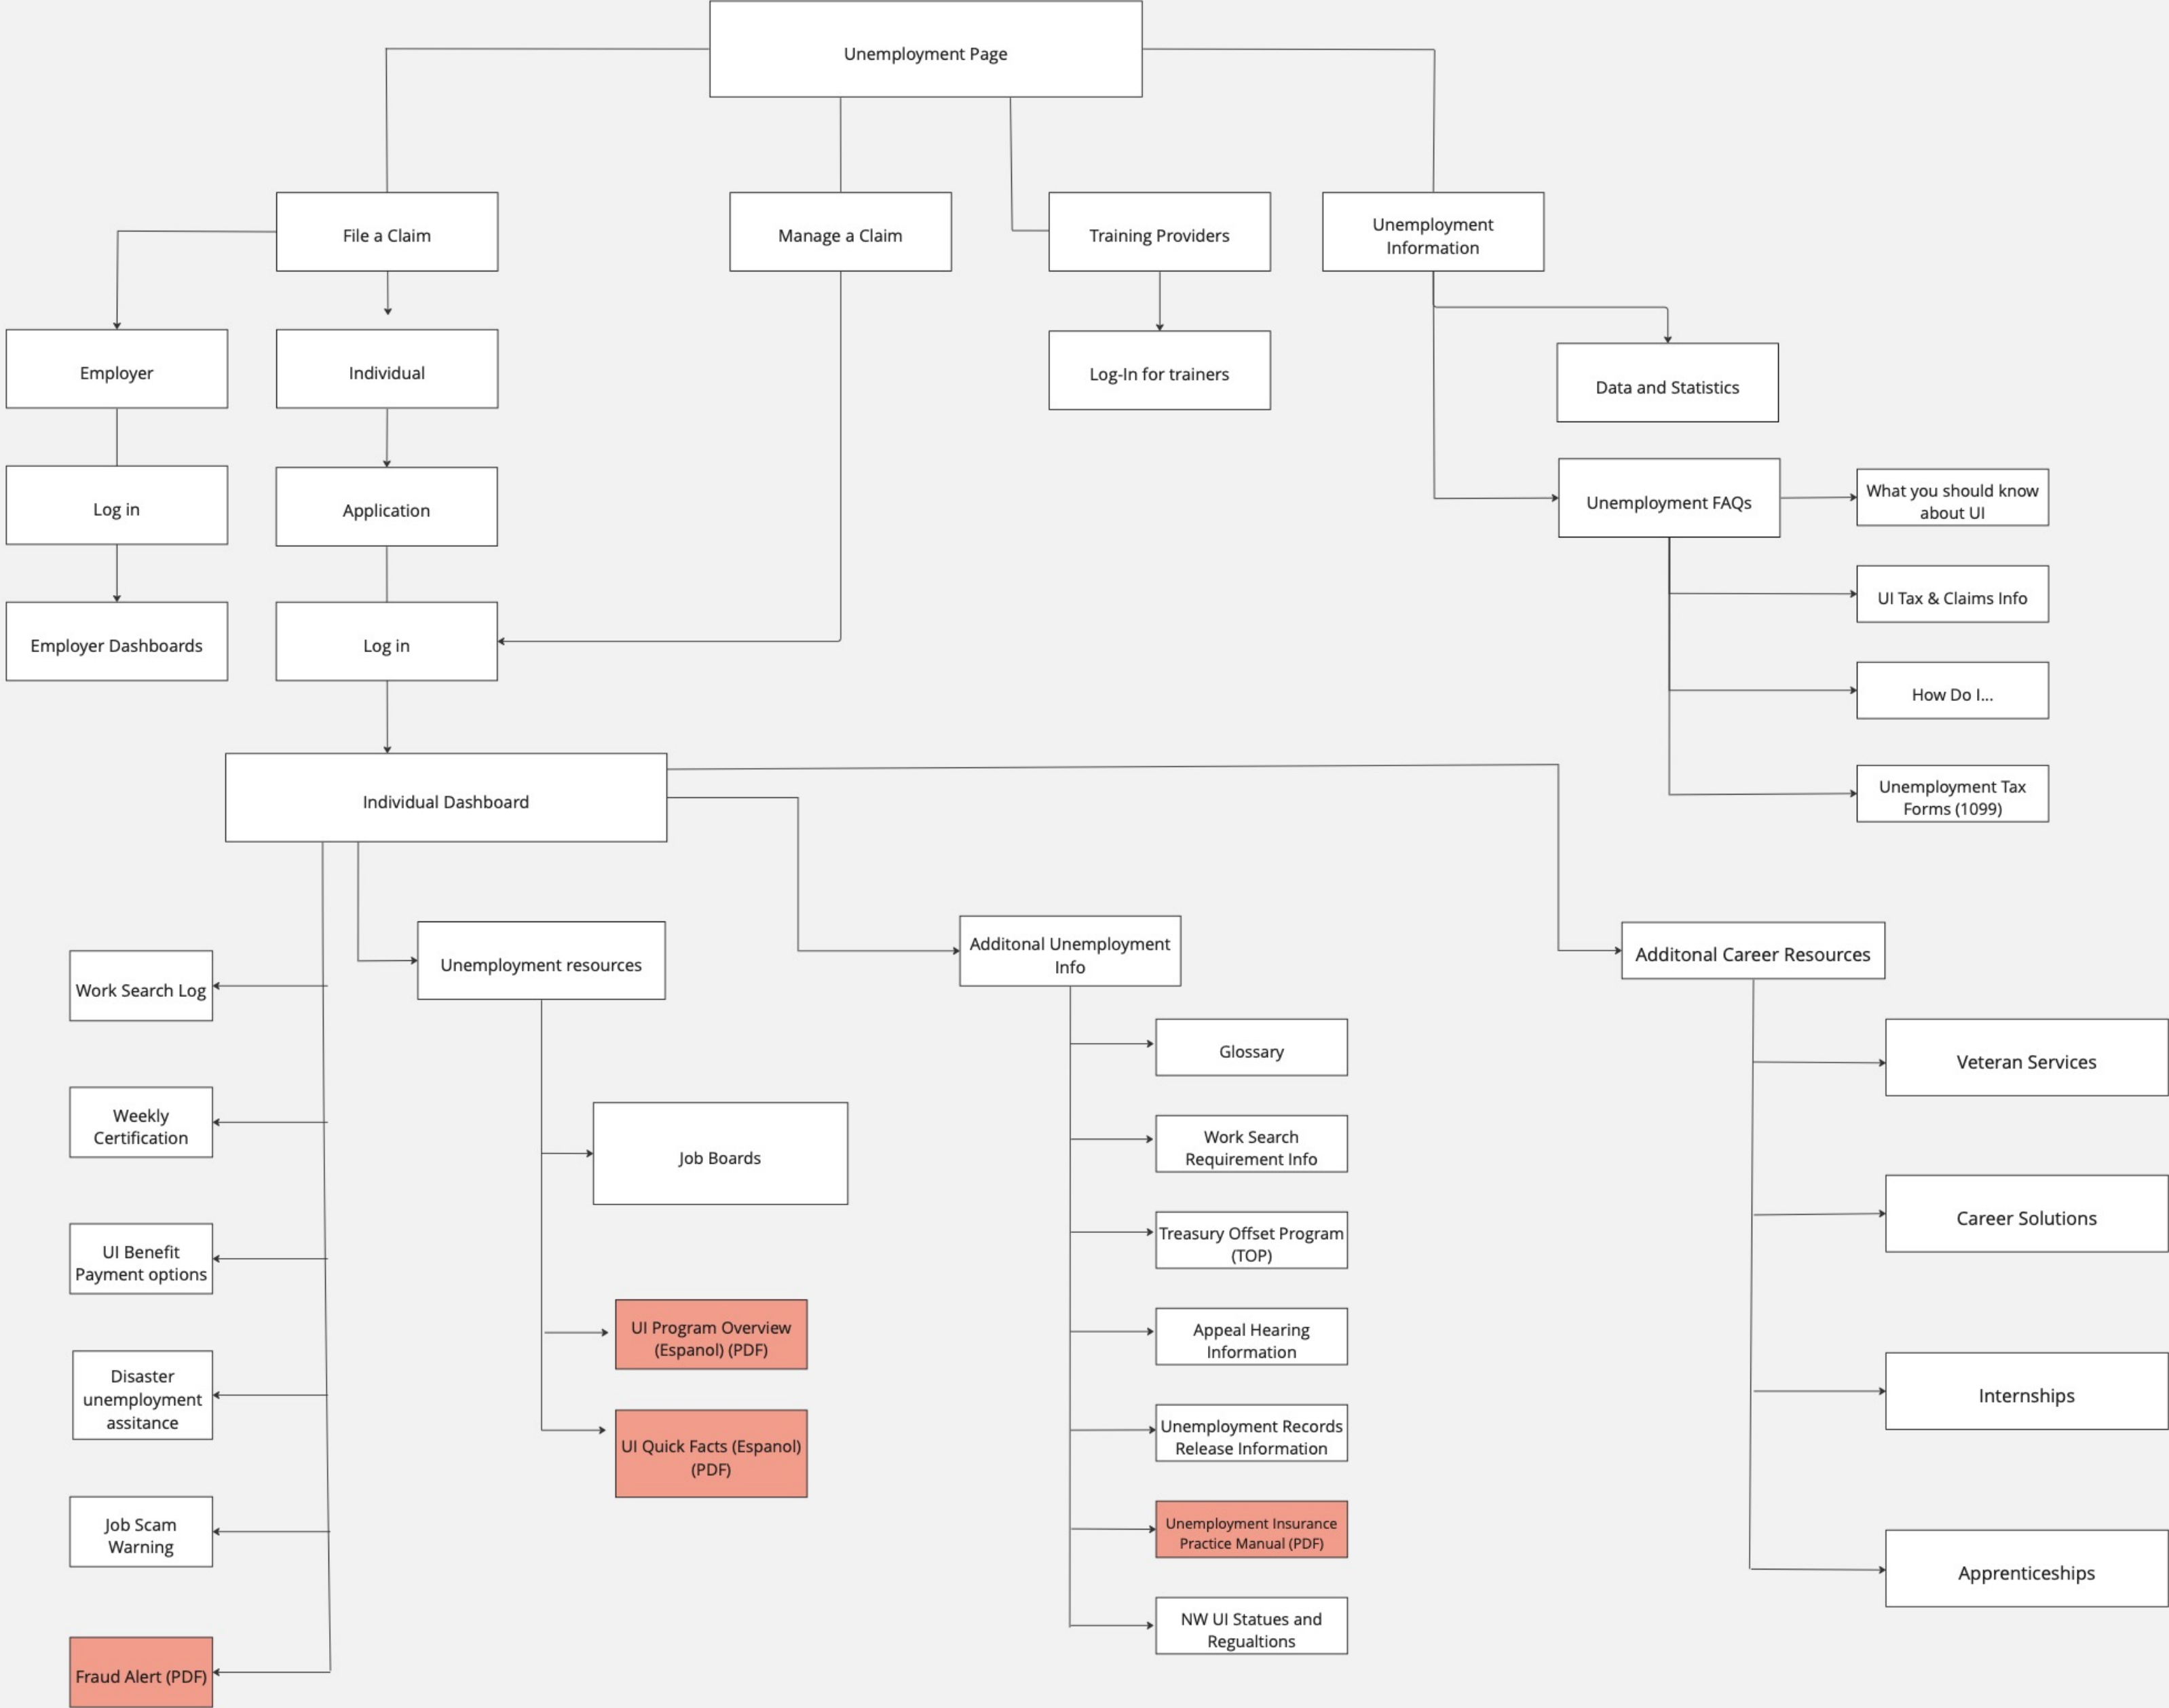 Unemployment Page
File a Claim
Manage a Claim
Training Providers
Unemployment
Information
Employer
Individual
Log-In for trainers
Data and Statistics
Log in
Application
Unemployment FAQs
What you should know
about UI
UI Tax & Claims Info
How Do I...
Unemployment Tax
Forms (1099)
Employer Dashboards
Log in
Individual Dashboard
Work Search Log
Weekly
Certification
UI Benefit
Payment options
Disaster
unemployment
assitance
Job Scam
Warning
Fraud Alert (PDF)
Unemployment resources
Job Boards
UI Program Overview
(Espanol) (PDF)
UI Quick Facts (Espanol)
(PDF)
Additonal Unemployment
Info
Glossary
Work Search
Requirement Info
Treasury Offset Program
(TOP)
Appeal Hearing
Information
Unemployment Records
Release Information
Unemployment Insurance
Practice Manual (PDF)
NW UI Statues and
Regualtions
Additonal Career Resources
Veteran Services
Career Solutions
Internships
Apprenticeships